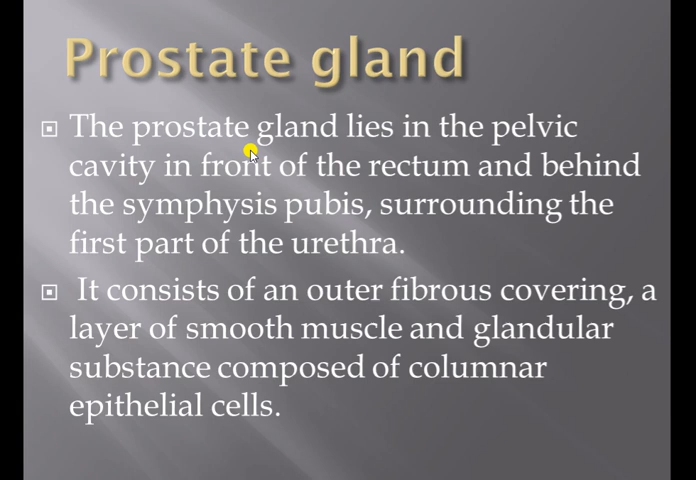 Prostate gland
The prostate gland lies in the pelvic
cavity in front of the rectum and behind
the symphysis pubis, surrounding the
first part of the urethra.
It consists of an outer fibrous covering, a
layer of smooth muscle and glandular
substance composed of columnar
epithelial cells.